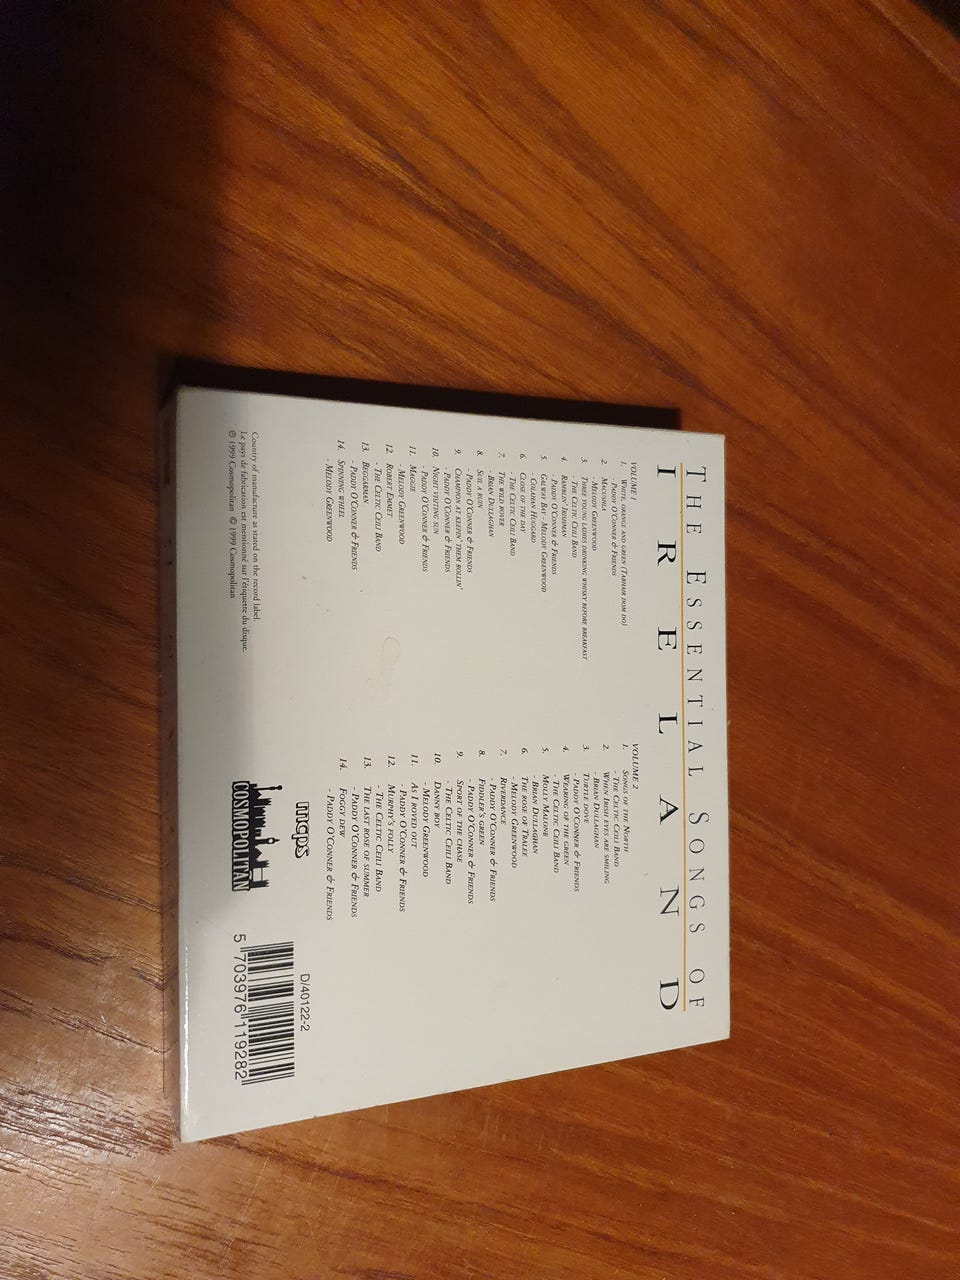 THE ESSENTIAL SONGS OF
IRELAND
VOLUME 1
1. White, orange and green (Tabhair dom do)
- Paddy O'Conner & Friends
2. Macushla
- Melody Greenwood
3. Three young ladies drinking whisky before breakfast
- The Celtic Ceili Band
4. Ramblin' Irishman
- Paddy O'Conner & Friends
5. Galway Bay - Melody Greenwood
- Colman Huggard
6. Close of the day
- The Celtic Ceili Band
7. The wild rover
- Brian Dullaghan
8. Suil a ruin
- Paddy O'Conner & Friends
9. Champion at keepin' them rollin'
- Paddy O'Conner & Friends
10. Night visiting sun
- Paddy O'Conner & Friends
11. Maggie
- Melody Greenwood
12. Robert Emmet
- The Celtic Ceili Band
13. Beggarman
- Paddy O'Conner & Friends
14. Spinning wheel
- Melody Greenwood
VOLUME 2
1. Songs of the North
- The Celtic Ceili Band
2. When Irish eyes are smiling
- Brian Dullaghan
3. Turtle dove
- Paddy O'Conner & Friends
4. Wearing of the green
- The Celtic Ceili Band
5. Molly Malone
- Brian Dullaghan
6. The rose of Tralee
- Melody Greenwood
7. Riverdance
- Paddy O'Conner & Friends
8. Fiddler's green
- Paddy O'Conner & Friends
9. Sport of the chase
- The Celtic Ceili Band
10. Danny boy
- Melody Greenwood
11. As I roved out
- Paddy O'Conner & Friends
12. Murphy's folly
- The Celtic Ceili Band
13. The last rose of summer
- Paddy O'Conner & Friends
14. Foggy dew
- Paddy O'Conner & Friends
Country of manufacture as stated on the record label.
Le pays de fabrication est mentionné sur l'étiquette du disque.
℗ 1999 Cosmopolitan © 1999 Cosmopolitan
maps
COSMOPOLITAN
D/40122-2
5 703976 119282